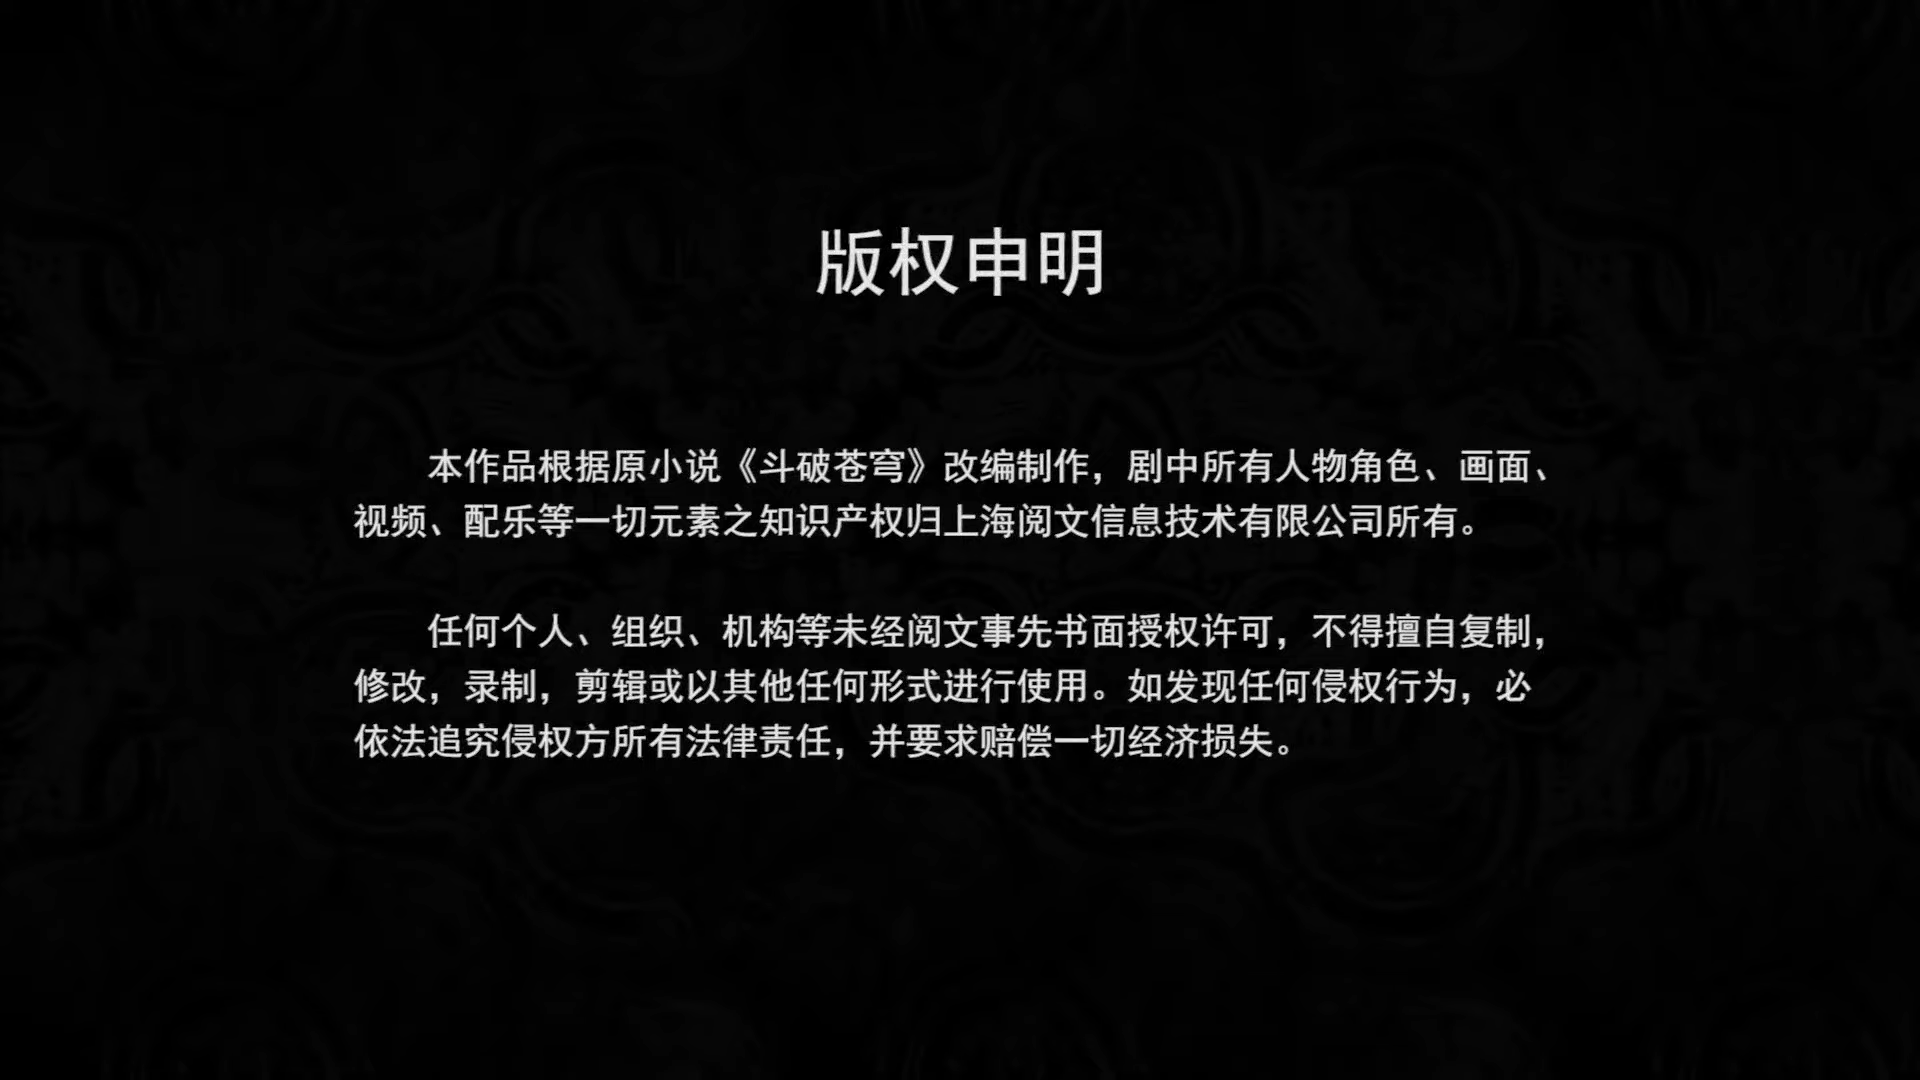 版权申明
本作品根据原小说《斗破苍穹》改编制作，剧中所有人物角色、画面、
视频、配乐等一切元素之知识产权归上海阅文信息技术有限公司所有。
任何个人、组织、机构等未经阅文事先书面授权许可，不得擅自复制，
修改，录制，剪辑或以其他任何形式进行使用。如发现任何侵权行为，必
依法追究侵权方所有法律责任，并要求赔偿一切经济损失。